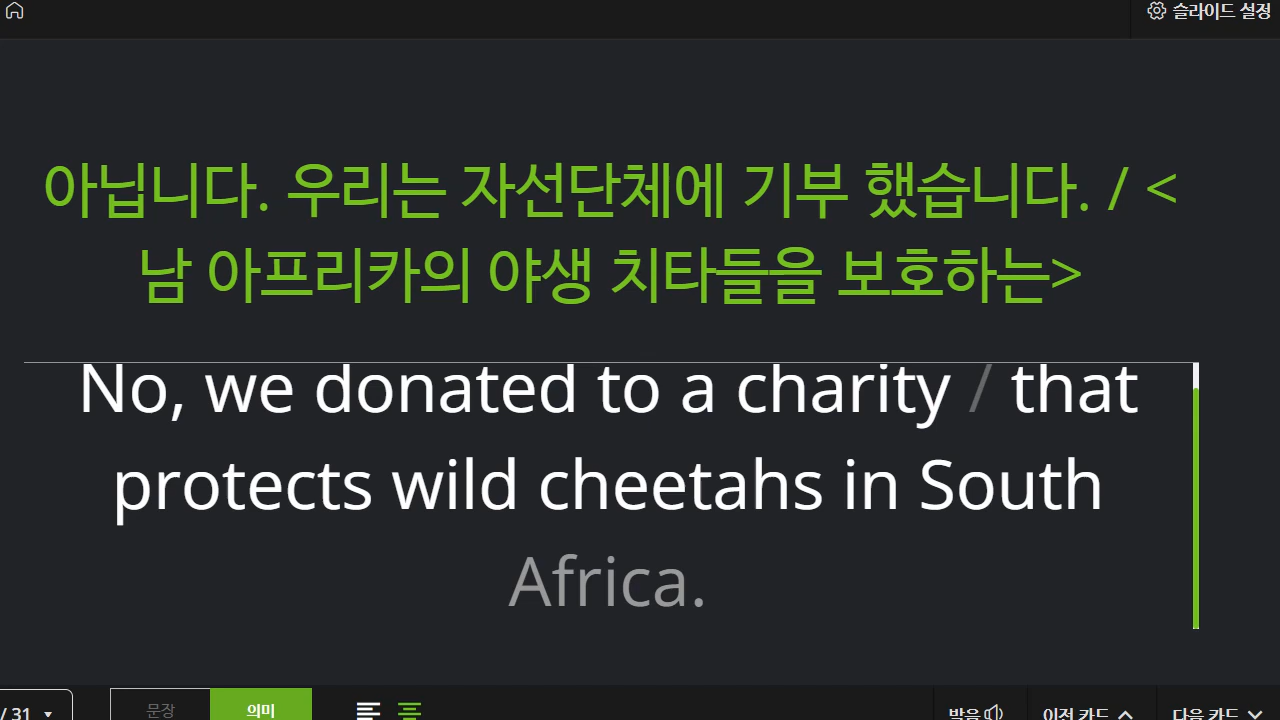 슬라이드 설정
아닙니다. 우리는 자선단체에 기부 했습니다. / <
남 아프리카의 야생 치타들을 보호하는>
No, we donated to a charity / that
protects wild cheetahs in South
Africa.
/ 31 문장 의미 발음 이전 카드 다음 카드